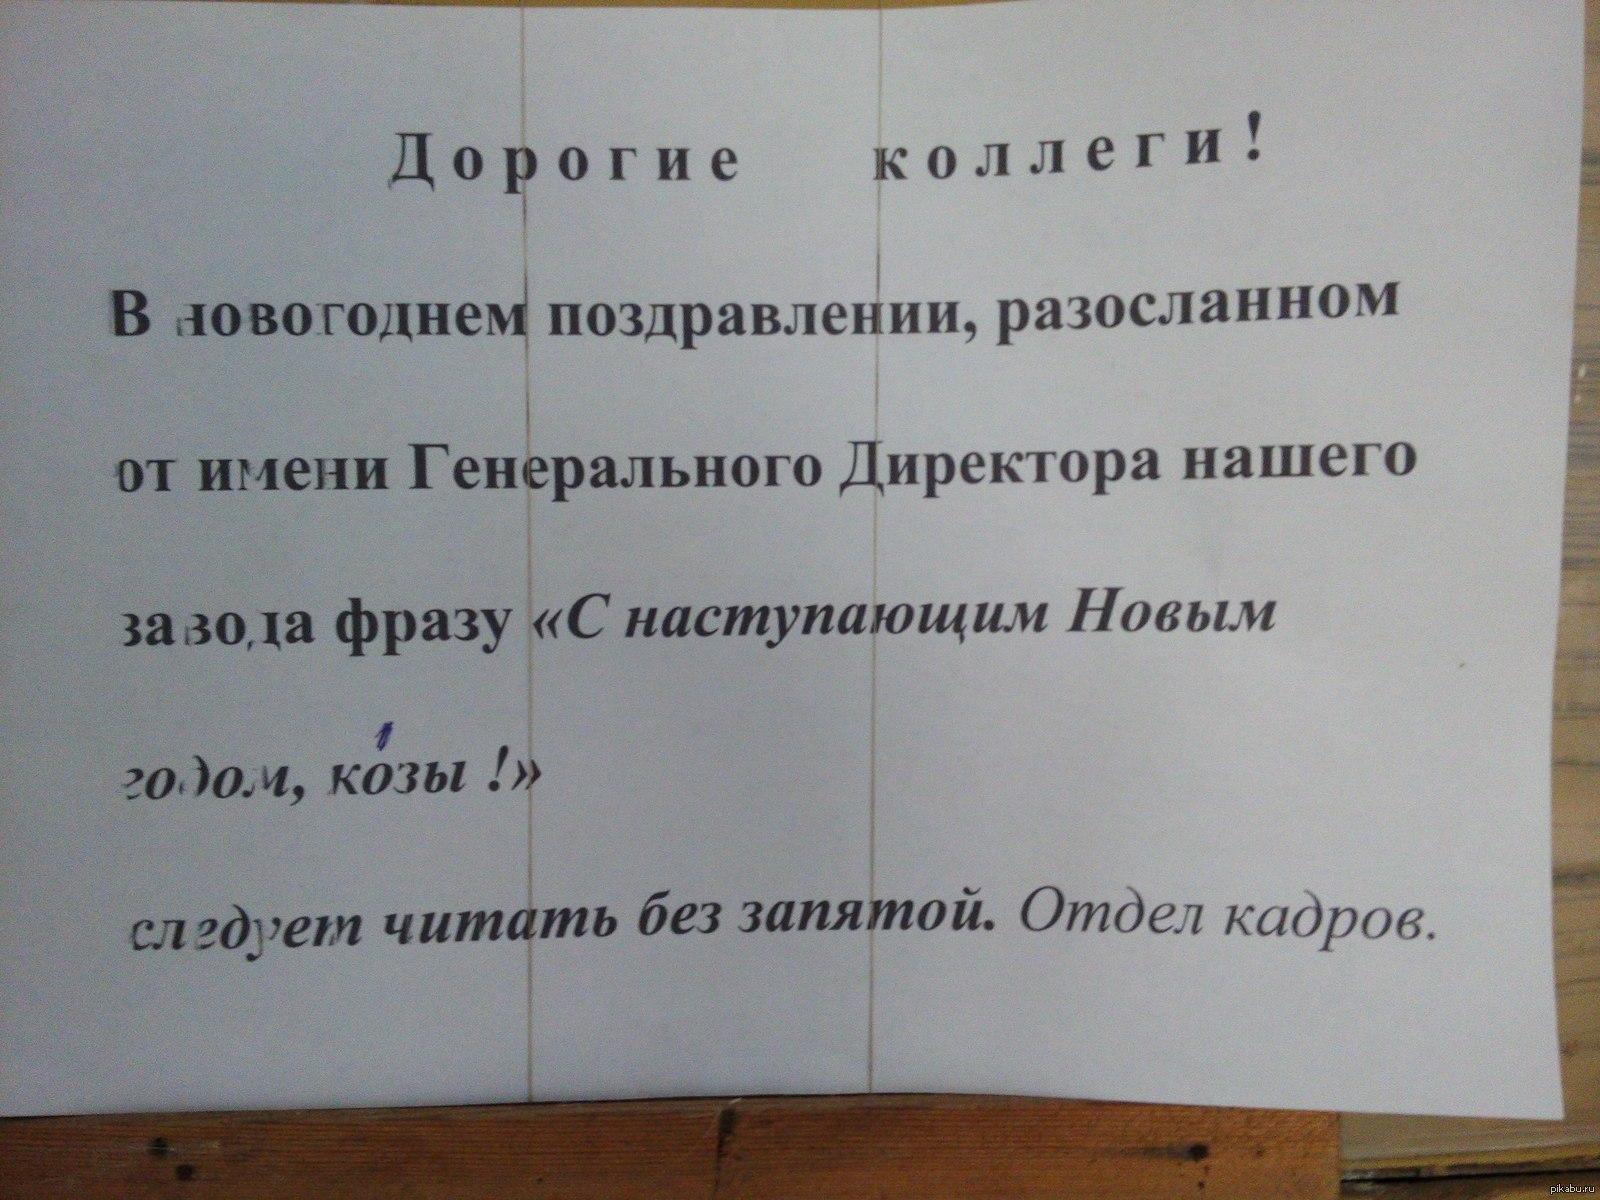 Дорогие коллеги!
В новогоднем поздравлении, разосланном
от имени Генерального Директора нашего
завода фразу «С наступающим Новым
годом, козы !»
следует читать без запятой. Отдел кадров.
pikabu.ru